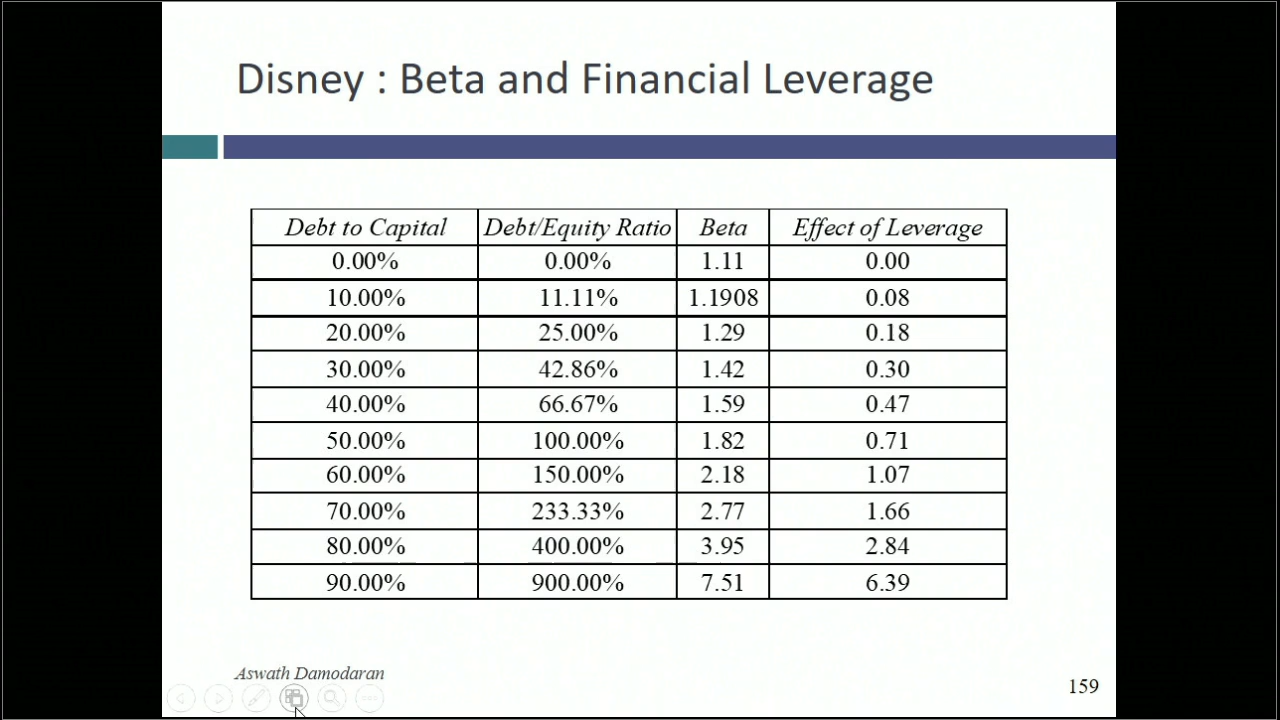 Disney : Beta and Financial Leverage
Debt to Capital Debt/Equity Ratio Beta Effect of Leverage
0.00% 0.00% 1.11 0.00
10.00% 11.11% 1.1908 0.08
20.00% 25.00% 1.29 0.18
30.00% 42.86% 1.42 0.30
40.00% 66.67% 1.59 0.47
50.00% 100.00% 1.82 0.71
60.00% 150.00% 2.18 1.07
70.00% 233.33% 2.77 1.66
80.00% 400.00% 3.95 2.84
90.00% 900.00% 7.51 6.39
Aswath Damodaran
159